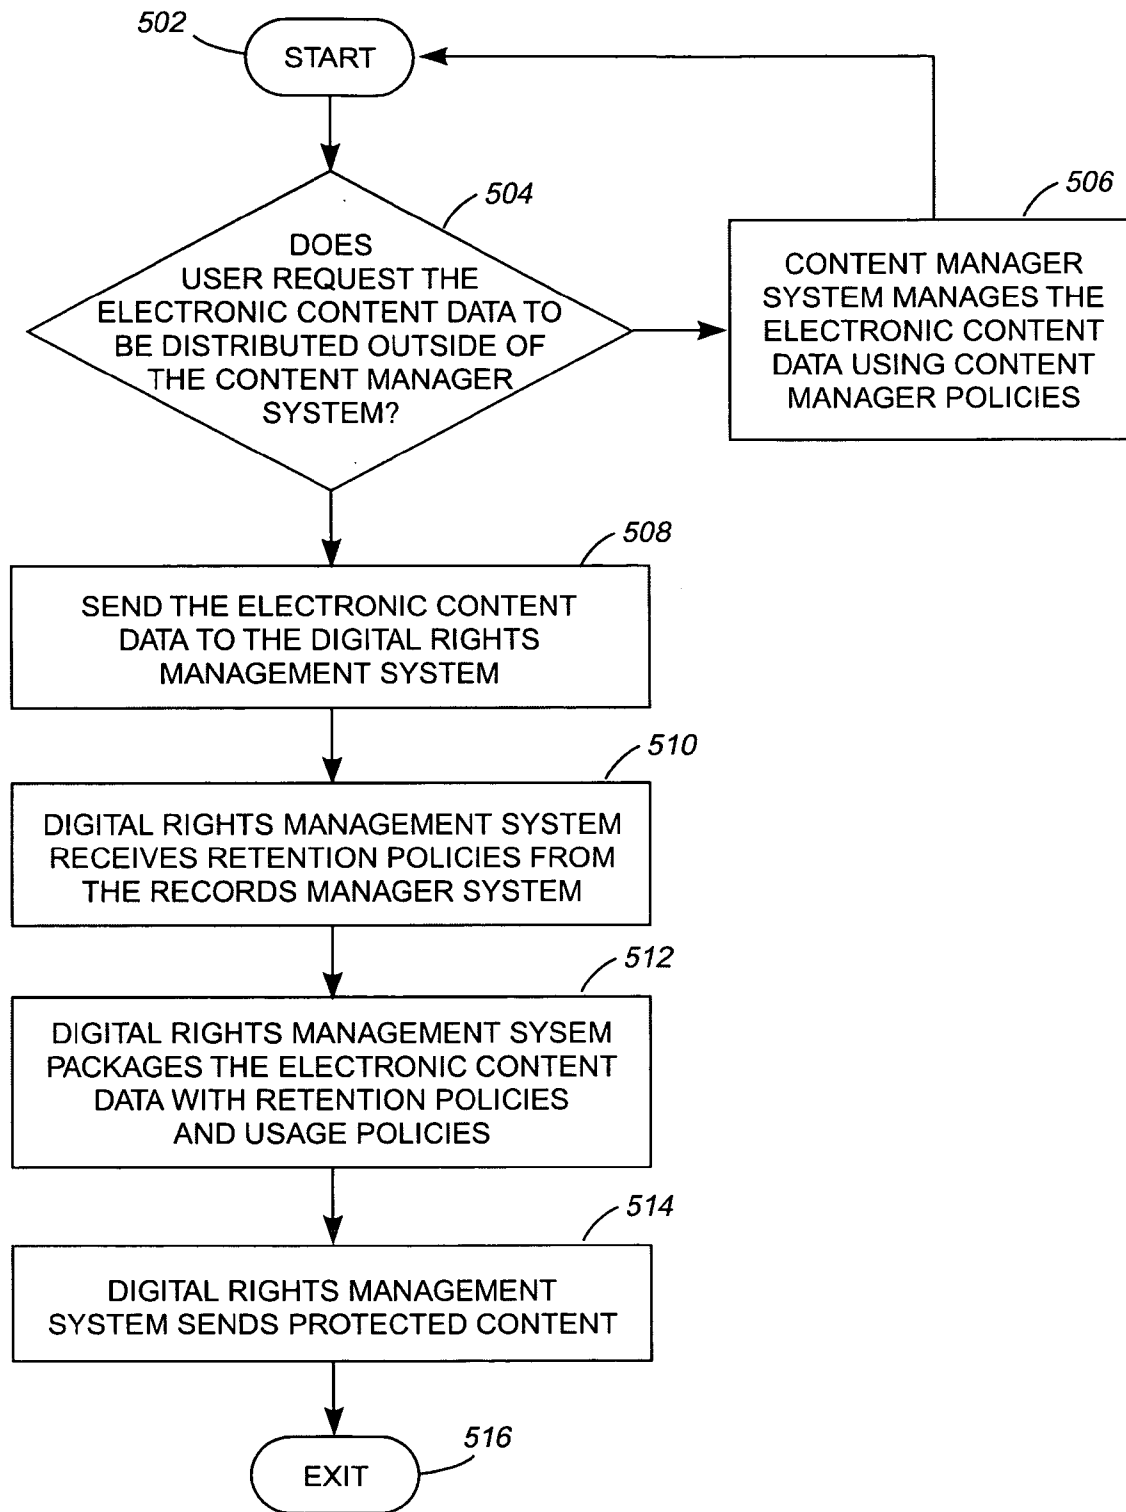 502
START
504
DOES
USER REQUEST THE
ELECTRONIC CONTENT DATA TO
BE DISTRIBUTED OUTSIDE OF
THE CONTENT MANAGER
SYSTEM?
506
CONTENT MANAGER
SYSTEM MANAGES THE
ELECTRONIC CONTENT
DATA USING CONTENT
MANAGER POLICIES
508
SEND THE ELECTRONIC CONTENT
DATA TO THE DIGITAL RIGHTS
MANAGEMENT SYSTEM
510
DIGITAL RIGHTS MANAGEMENT SYSTEM
RECEIVES RETENTION POLICIES FROM
THE RECORDS MANAGER SYSTEM
512
DIGITAL RIGHTS MANAGEMENT SYSEM
PACKAGES THE ELECTRONIC CONTENT
DATA WITH RETENTION POLICIES
AND USAGE POLICIES
514
DIGITAL RIGHTS MANAGEMENT
SYSTEM SENDS PROTECTED CONTENT
516
EXIT